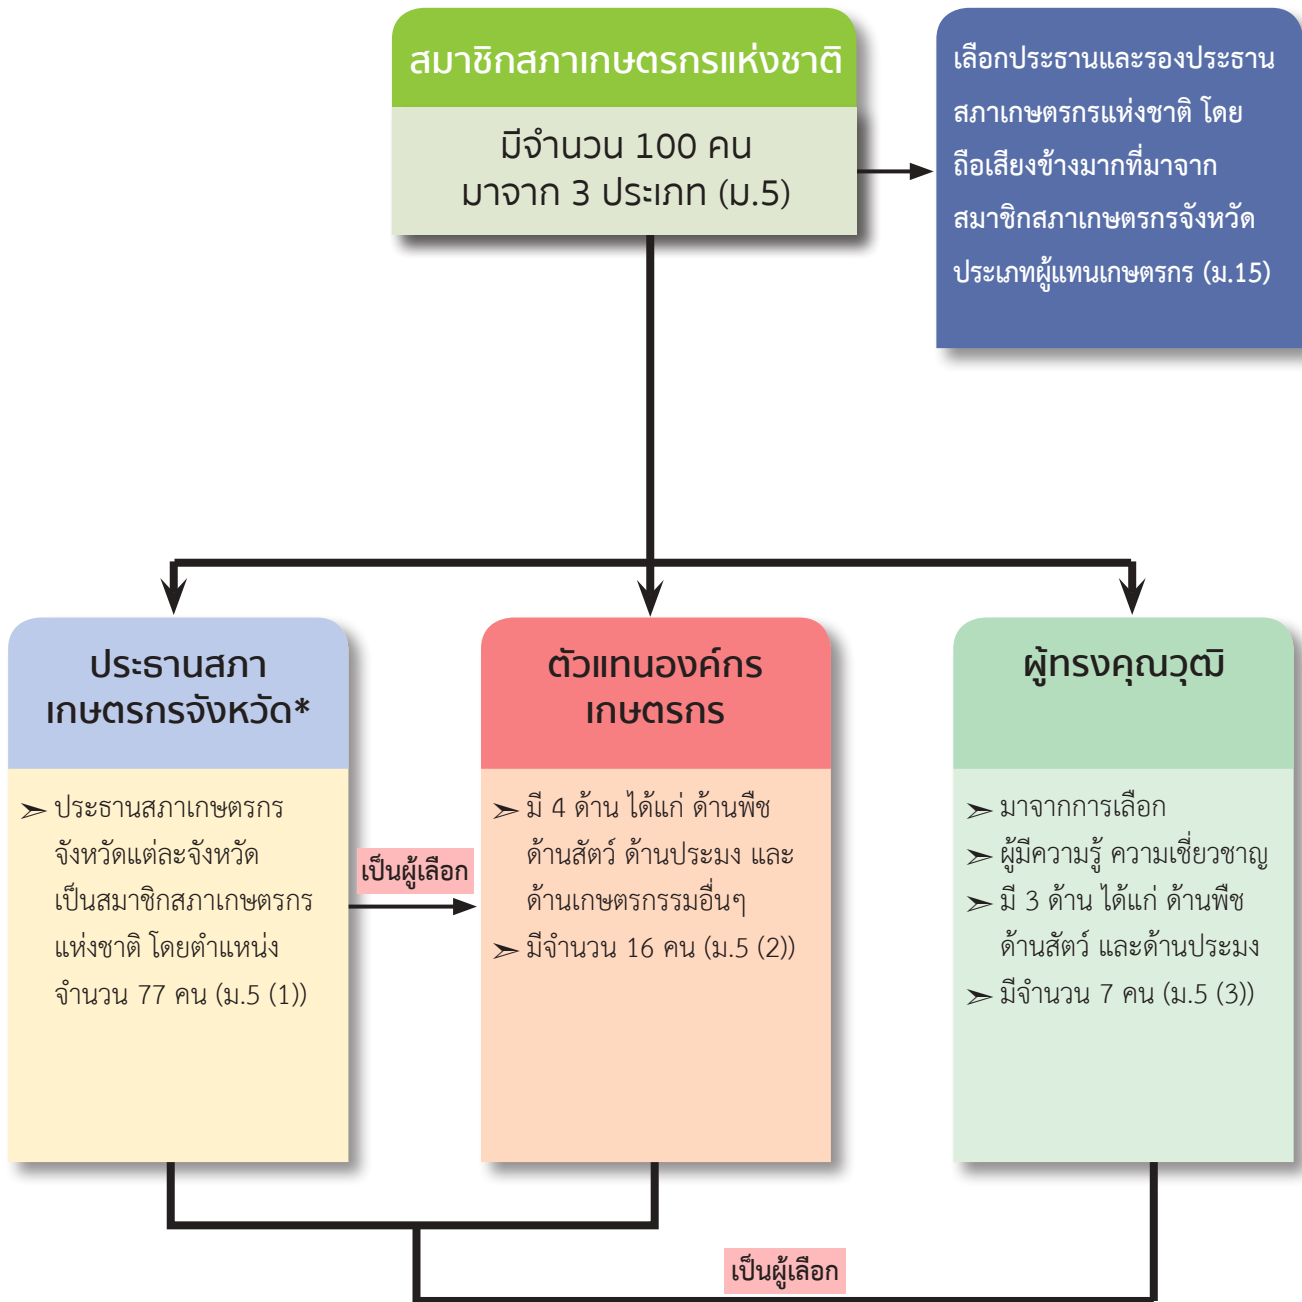 สมาชิกสภาเกษตรกรแห่งชาติ
มีจำนวน 100 คน
มาจาก 3 ประเภท (ม.5)
เลือกประธานและรองประธาน
สภาเกษตรกรแห่งชาติ โดย
ถือเสียงข้างมากที่มาจาก
สมาชิกสภาเกษตรกรจังหวัด
ประเภทผู้แทนเกษตรกร (ม.15)
ประธานสภา
เกษตรกรจังหวัด*
➢ ประธานสภาเกษตรกร
จังหวัดแต่ละจังหวัด
เป็นสมาชิกสภาเกษตรกร
แห่งชาติ โดยตำแหน่ง
จำนวน 77 คน (ม.5 (1))
เป็นผู้เลือก
ตัวแทนองค์กร
เกษตรกร
➢ มี 4 ด้าน ได้แก่ ด้านพืช
ด้านสัตว์ ด้านประมง และ
ด้านเกษตรกรรมอื่นๆ
➢ มีจำนวน 16 คน (ม.5 (2))
ผู้ทรงคุณวุฒิ
➢ มาจากการเลือก
➢ ผู้มีความรู้ ความเชี่ยวชาญ
➢ มี 3 ด้าน ได้แก่ ด้านพืช
ด้านสัตว์ และด้านประมง
➢ มีจำนวน 7 คน (ม.5 (3))
เป็นผู้เลือก